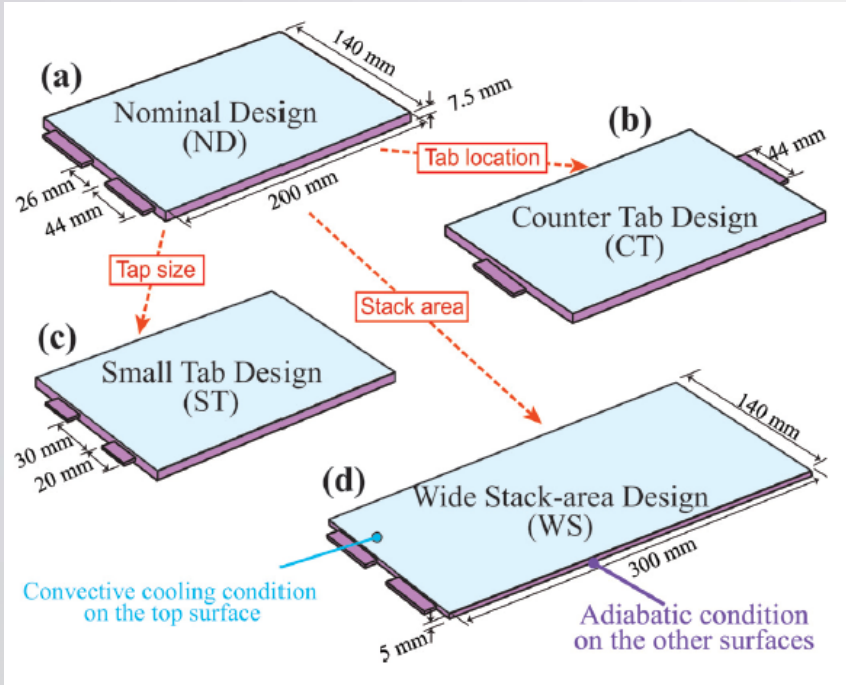 (a)
Nominal Design
(ND)
140 mm
7.5 mm
200 mm
26 mm
44 mm
Tab location
(b)
44 mm
Counter Tab Design
(CT)
Tap size
Stack area
(c)
Small Tab Design
(ST)
30 mm
20 mm
(d)
Wide Stack-area Design
(WS)
140 mm
300 mm
5 mm
Convective cooling condition
on the top surface
Adiabatic condition
on the other surfaces